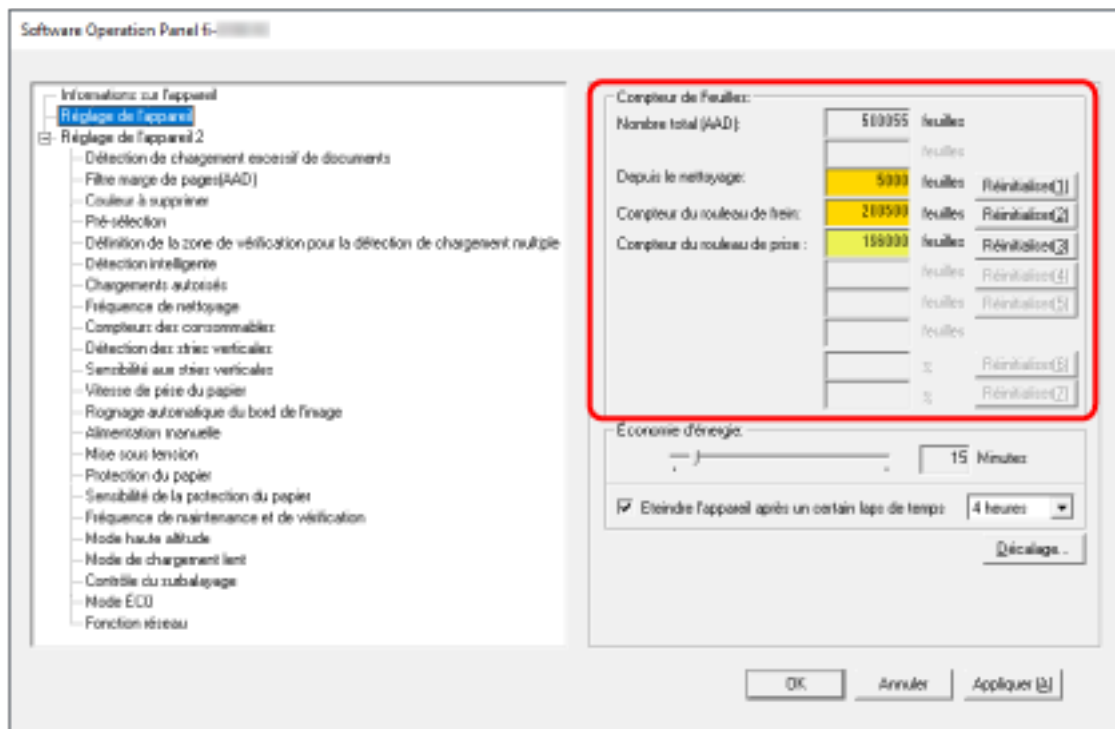 Software Operation Panel fi-
Informations sur l'appareil
Réglage de l'appareil
Réglage de l'appareil 2
Détection de chargement excessif de documents
Filtre marge de pages(AAD)
Couleur à supprimer
Pré-sélection
Définition de la zone de vérification pour la détection de chargement multiple
Détection intelligente
Chargements autorisés
Fréquence de nettoyage
Compteurs des consommables
Détection des stries verticales
Sensibilité aux stries verticales
Vitesse de prise du papier
Rognage automatique du bord de l'image
Alimentation manuelle
Mise sous tension
Protection du papier
Sensibilité de la protection du papier
Fréquence de maintenance et de vérification
Mode haute altitude
Mode de chargement lent
Contrôle du surbalayage
Mode ÉCO
Fonction réseau
Compteur de Feuilles:
Nombre total (AAD): 500055 feuilles
feuilles
Depuis le nettoyage: 5000 feuilles Réinitialiser(1)
Compteur du rouleau de frein: 200500 feuilles Réinitialiser(2)
Compteur du rouleau de prise : 196000 feuilles Réinitialiser(3)
feuilles Réinitialiser(4)
feuilles Réinitialiser(5)
feuilles
% Réinitialiser(6)
% Réinitialiser(7)
Économie d'énergie:
15 Minutes
Eteindre l'appareil après un certain laps de temps 4 heures
Décalage...
OK Annuler Appliquer (A)